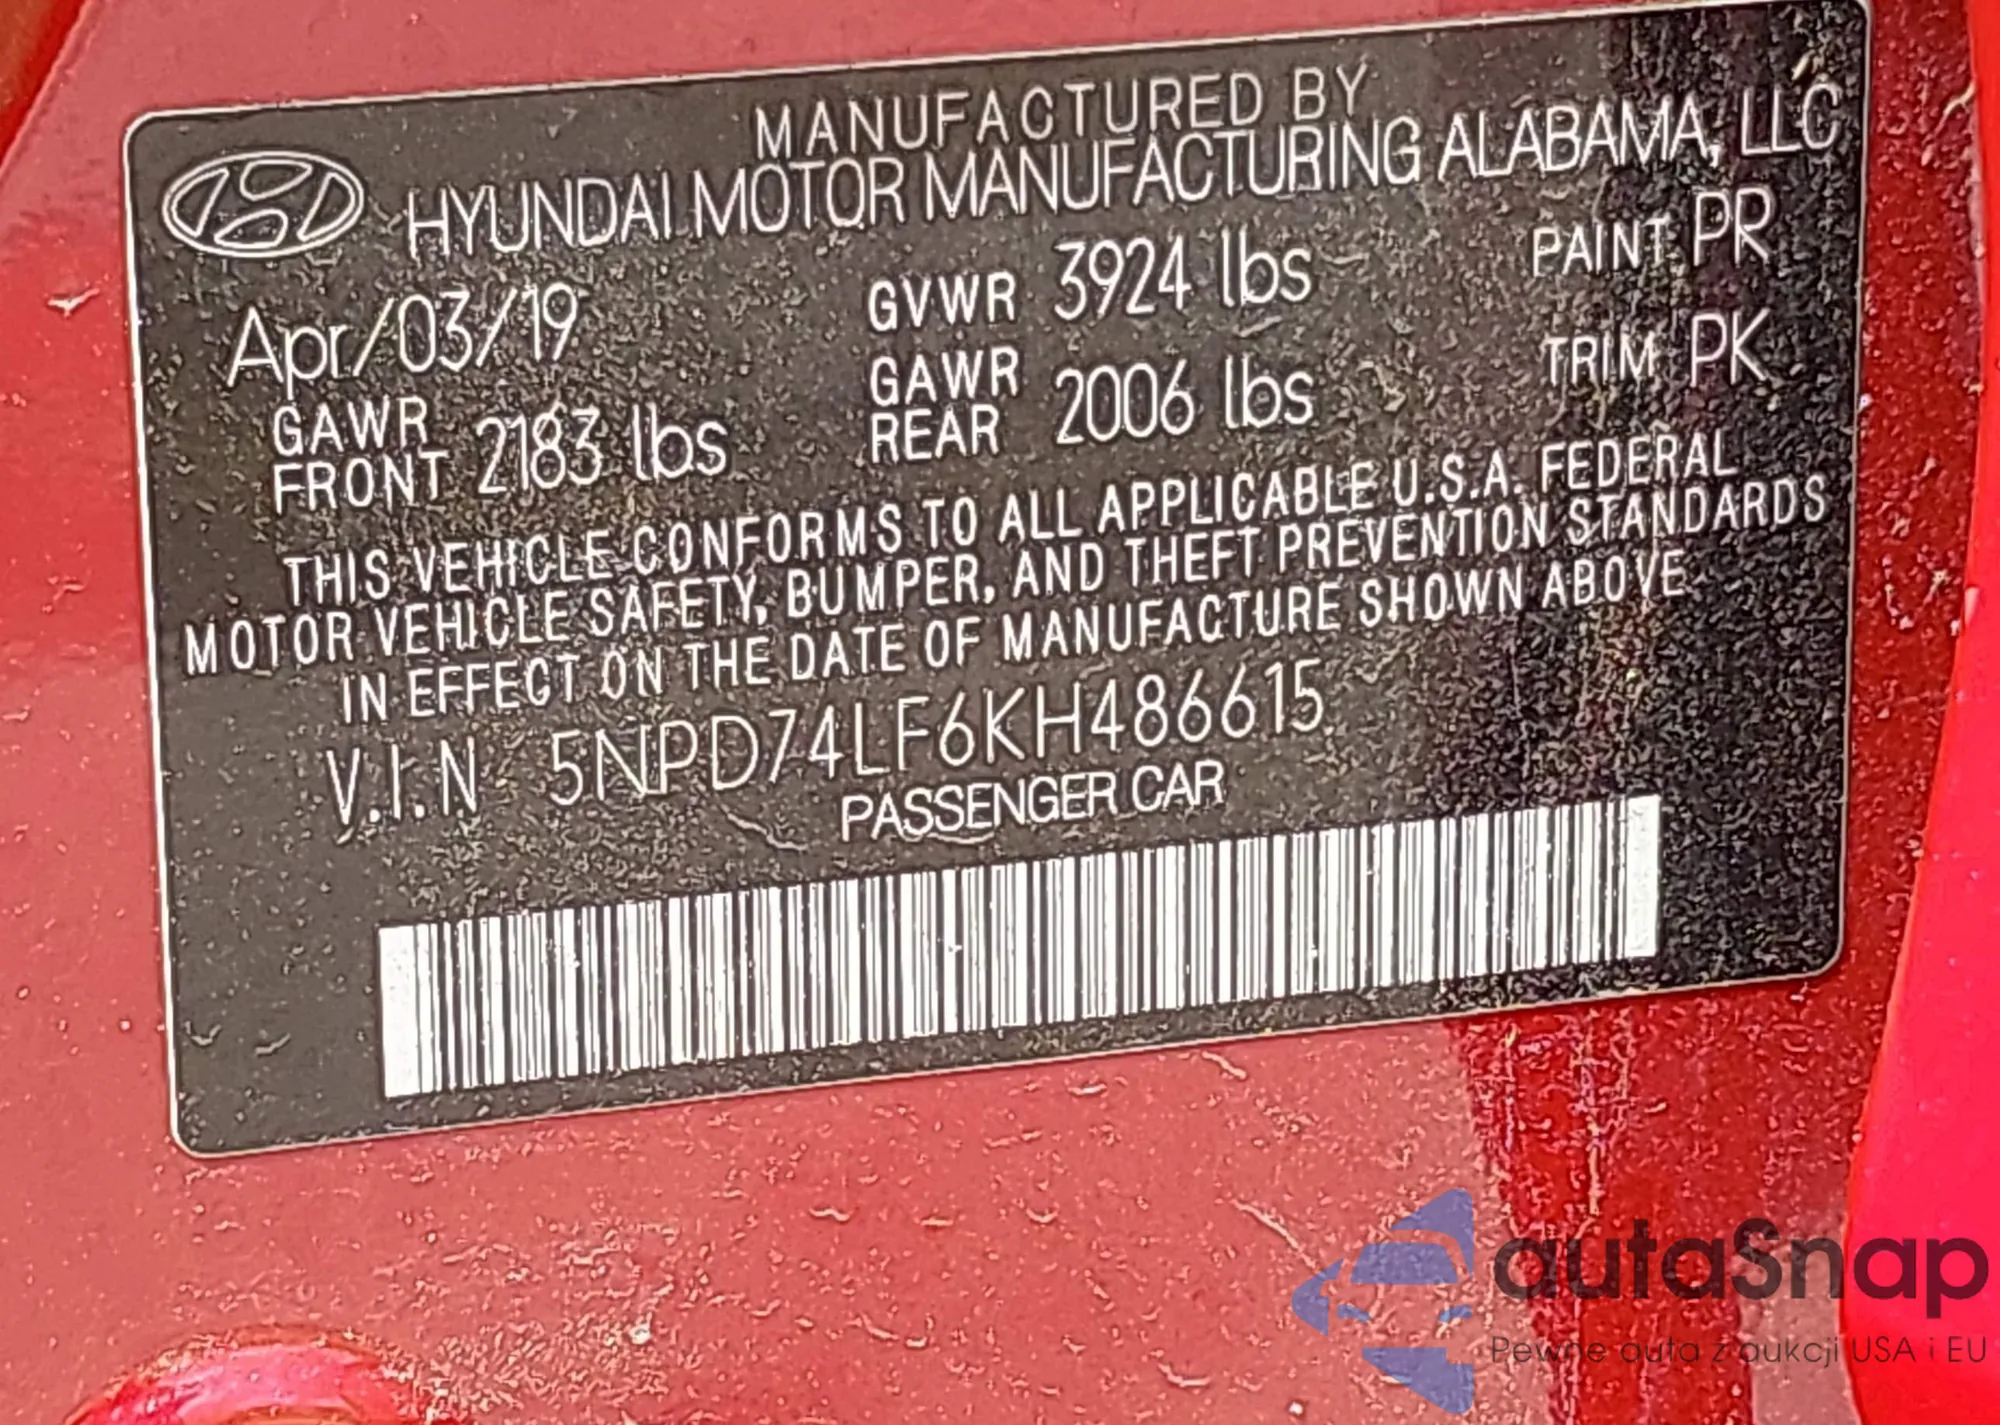 MANUFACTURED BY
HYUNDAI MOTOR MANUFACTURING ALABAMA, LLC
Apr/03/19 GVWR 3924 lbs PAINT PR
GAWR FRONT 2183 lbs GAWR REAR 2006 lbs TRIM PK
THIS VEHICLE CONFORMS TO ALL APPLICABLE U.S.A. FEDERAL
MOTOR VEHICLE SAFETY, BUMPER, AND THEFT PREVENTION STANDARDS
IN EFFECT ON THE DATE OF MANUFACTURE SHOWN ABOVE
V.I.N 5NPD74LF6KH486615
PASSENGER CAR
autaSnap
Pewne auta z aukcji USA i EU